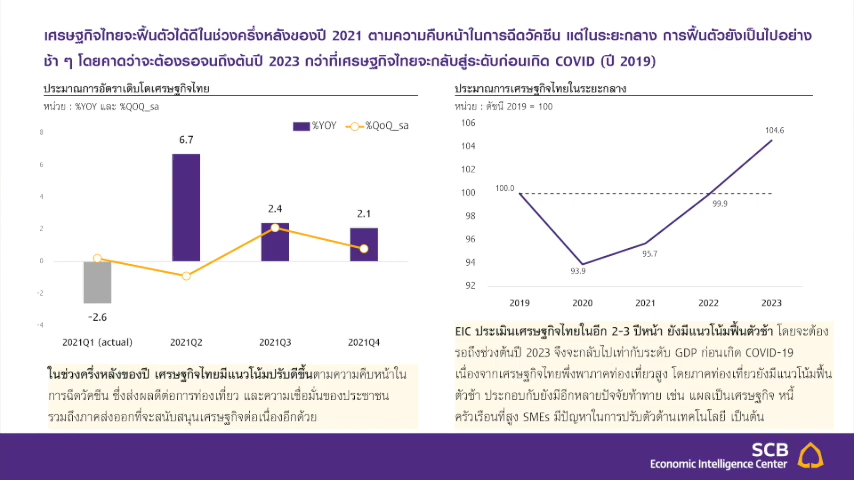 เศรษฐกิจไทยจะฟื้นตัวได้ดีในช่วงครึ่งหลังของปี 2021 ตามความคืบหน้าในการฉีดวัคซีน แต่ในระยะกลาง การฟื้นตัวยังเป็นไปอย่าง
ช้า ๆ โดยคาดว่าจะต้องรอจนถึงต้นปี 2023 กว่าที่เศรษฐกิจไทยจะกลับสู่ระดับก่อนเกิด COVID (ปี 2019)
ประมาณการอัตราเติบโตเศรษฐกิจไทย
หน่วย : %YOY และ %QOQ_sa
%YOY %QoQ_sa
8
6
4
2
0
-2
-4
-2.6
6.7
2.4
2.1
2021Q1 (actual) 2021Q2 2021Q3 2021Q4
ในช่วงครึ่งหลังของปี เศรษฐกิจไทยมีแนวโน้มปรับดีขึ้นตามความคืบหน้าใน
การฉีดวัคซีน ซึ่งส่งผลดีต่อการท่องเที่ยว และความเชื่อมั่นของประชาชน
รวมถึงภาคส่งออกที่จะสนับสนุนเศรษฐกิจต่อเนื่องอีกด้วย
ประมาณการเศรษฐกิจไทยในระยะกลาง
หน่วย : ดัชนี 2019 = 100
106
104
102
100
98
96
94
92
100.0
93.9
95.7
99.9
104.6
2019 2020 2021 2022 2023
EIC ประเมินเศรษฐกิจไทยในอีก 2-3 ปีหน้า ยังมีแนวโน้มฟื้นตัวช้า โดยจะต้อง
รอถึงช่วงต้นปี 2023 จึงจะกลับไปเท่ากับระดับ GDP ก่อนเกิด COVID-19
เนื่องจากเศรษฐกิจไทยพึ่งพาภาคท่องเที่ยวสูง โดยภาคท่องเที่ยวยังมีแนวโน้มฟื้น
ตัวช้า ประกอบกับยังมีอีกหลายปัจจัยท้าทาย เช่น แผลเป็นเศรษฐกิจ หนี้
ครัวเรือนที่สูง SMEs มีปัญหาในการปรับตัวด้านเทคโนโลยี เป็นต้น
SCB
Economic Intelligence Center